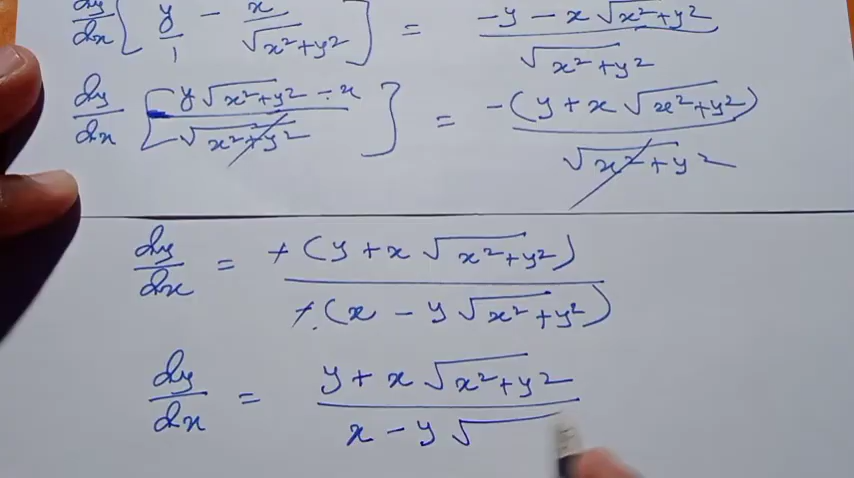 dy/dx [ y/1 - x/√(x²+y²) ] = (-y - x√(x²+y²))/√(x²+y²)
dy/dx [ (y√(x²+y²) - x)/√(x²+y²) ] = -(y + x√(x²+y²))/√(x²+y²)
dy/dx = -(y + x√(x²+y²))/-(x - y√(x²+y²))
dy/dx = (y + x√(x²+y²))/(x - y√